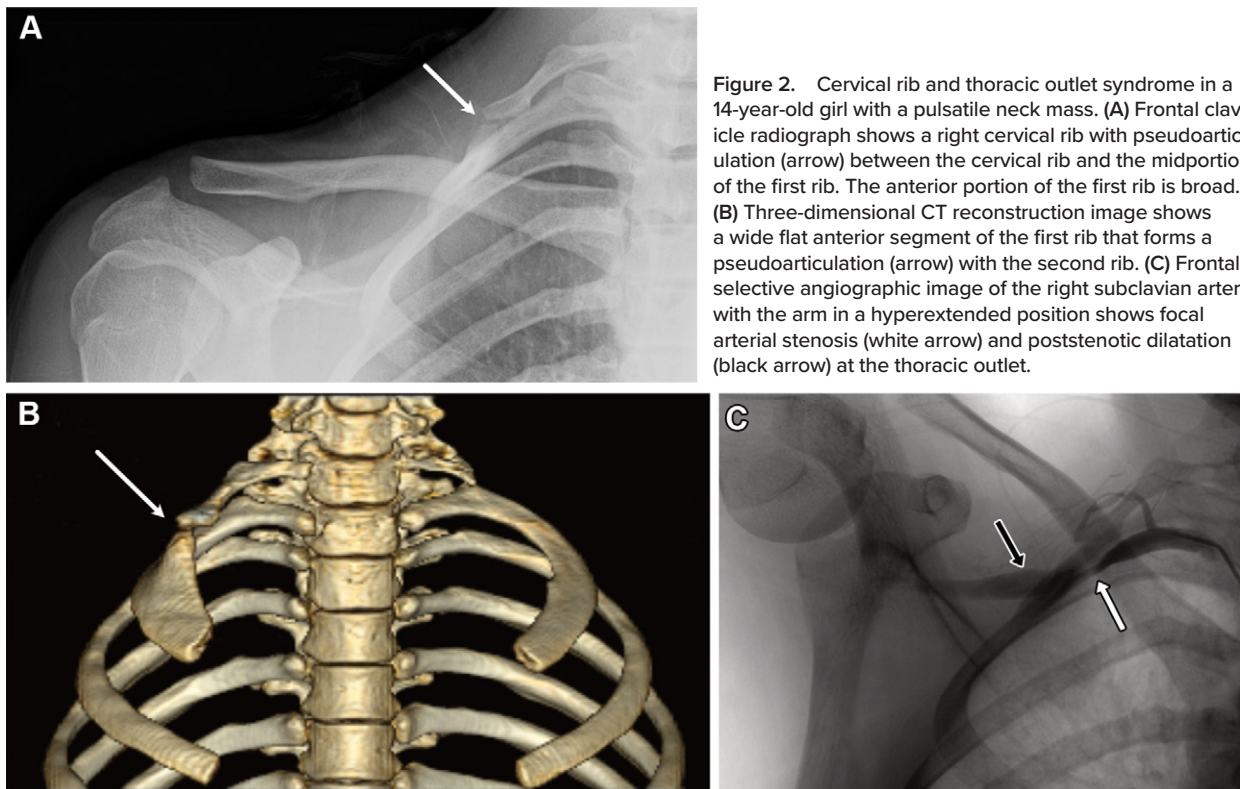 A
Figure 2. Cervical rib and thoracic outlet syndrome in a
14-year-old girl with a pulsatile neck mass. (A) Frontal clav
icle radiograph shows a right cervical rib with pseudoartic
ulation (arrow) between the cervical rib and the midportio
of the first rib. The anterior portion of the first rib is broad.
(B) Three-dimensional CT reconstruction image shows
a wide flat anterior segment of the first rib that forms a
pseudoarticulation (arrow) with the second rib. (C) Frontal
selective angiographic image of the right subclavian arter
with the arm in a hyperextended position shows focal
arterial stenosis (white arrow) and poststenotic dilatation
(black arrow) at the thoracic outlet.
B
C